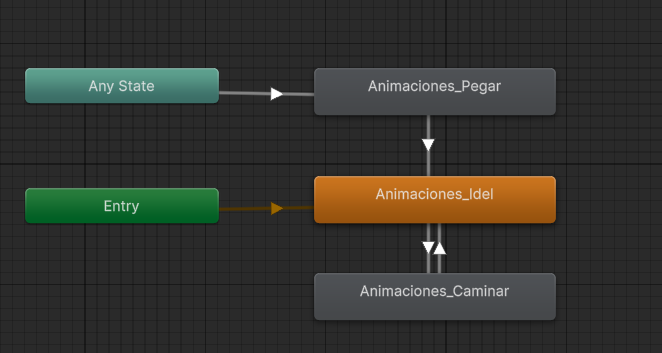 Any State
Animaciones_Pegar
Entry
Animaciones_Idel
Animaciones_Caminar